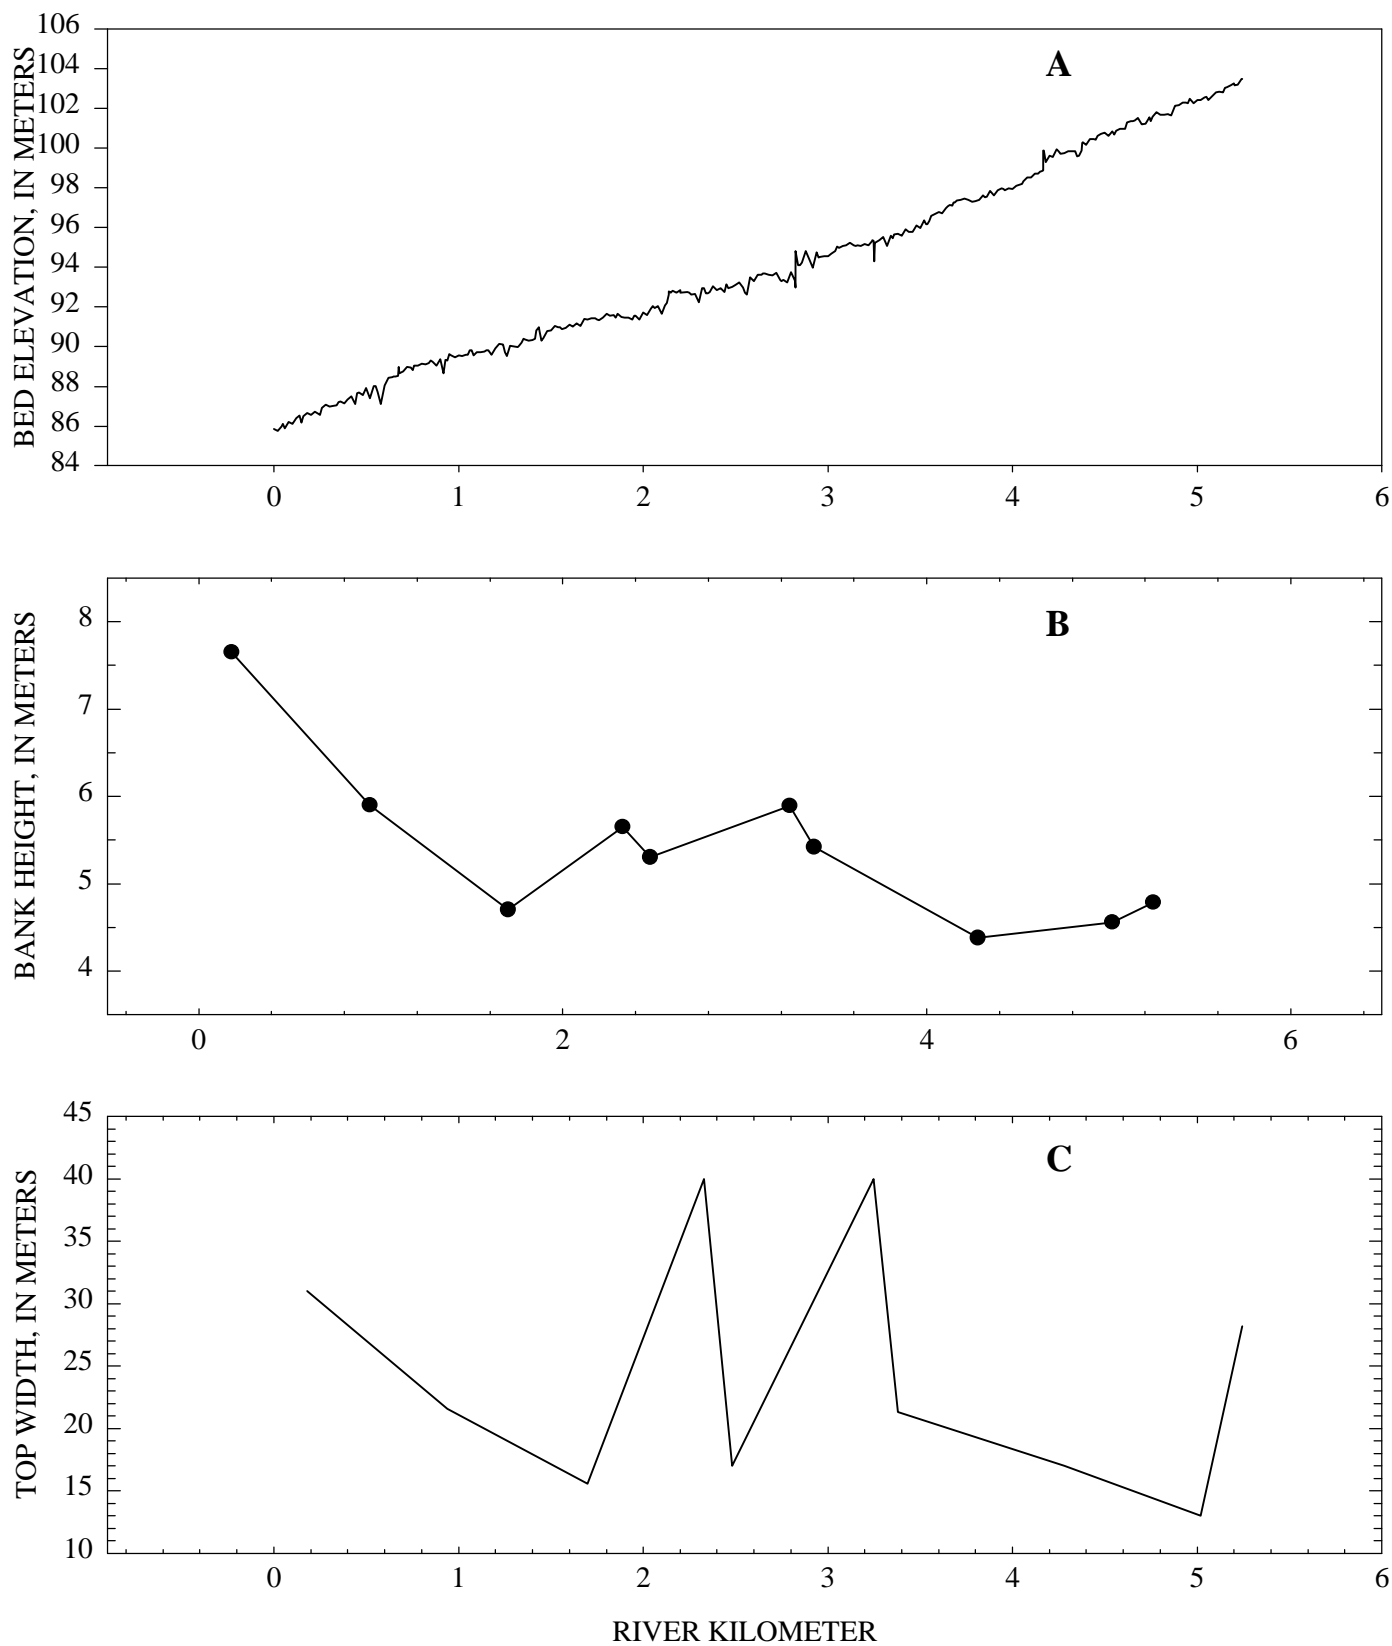 106
104
102
100
98
96
94
92
90
88
86
84
BED ELEVATION, IN METERS
A
0 1 2 3 4 5 6
8
7
6
5
4
BANK HEIGHT, IN METERS
B
0 2 4 6
45
40
35
30
25
20
15
10
TOP WIDTH, IN METERS
C
0 1 2 3 4 5 6
RIVER KILOMETER